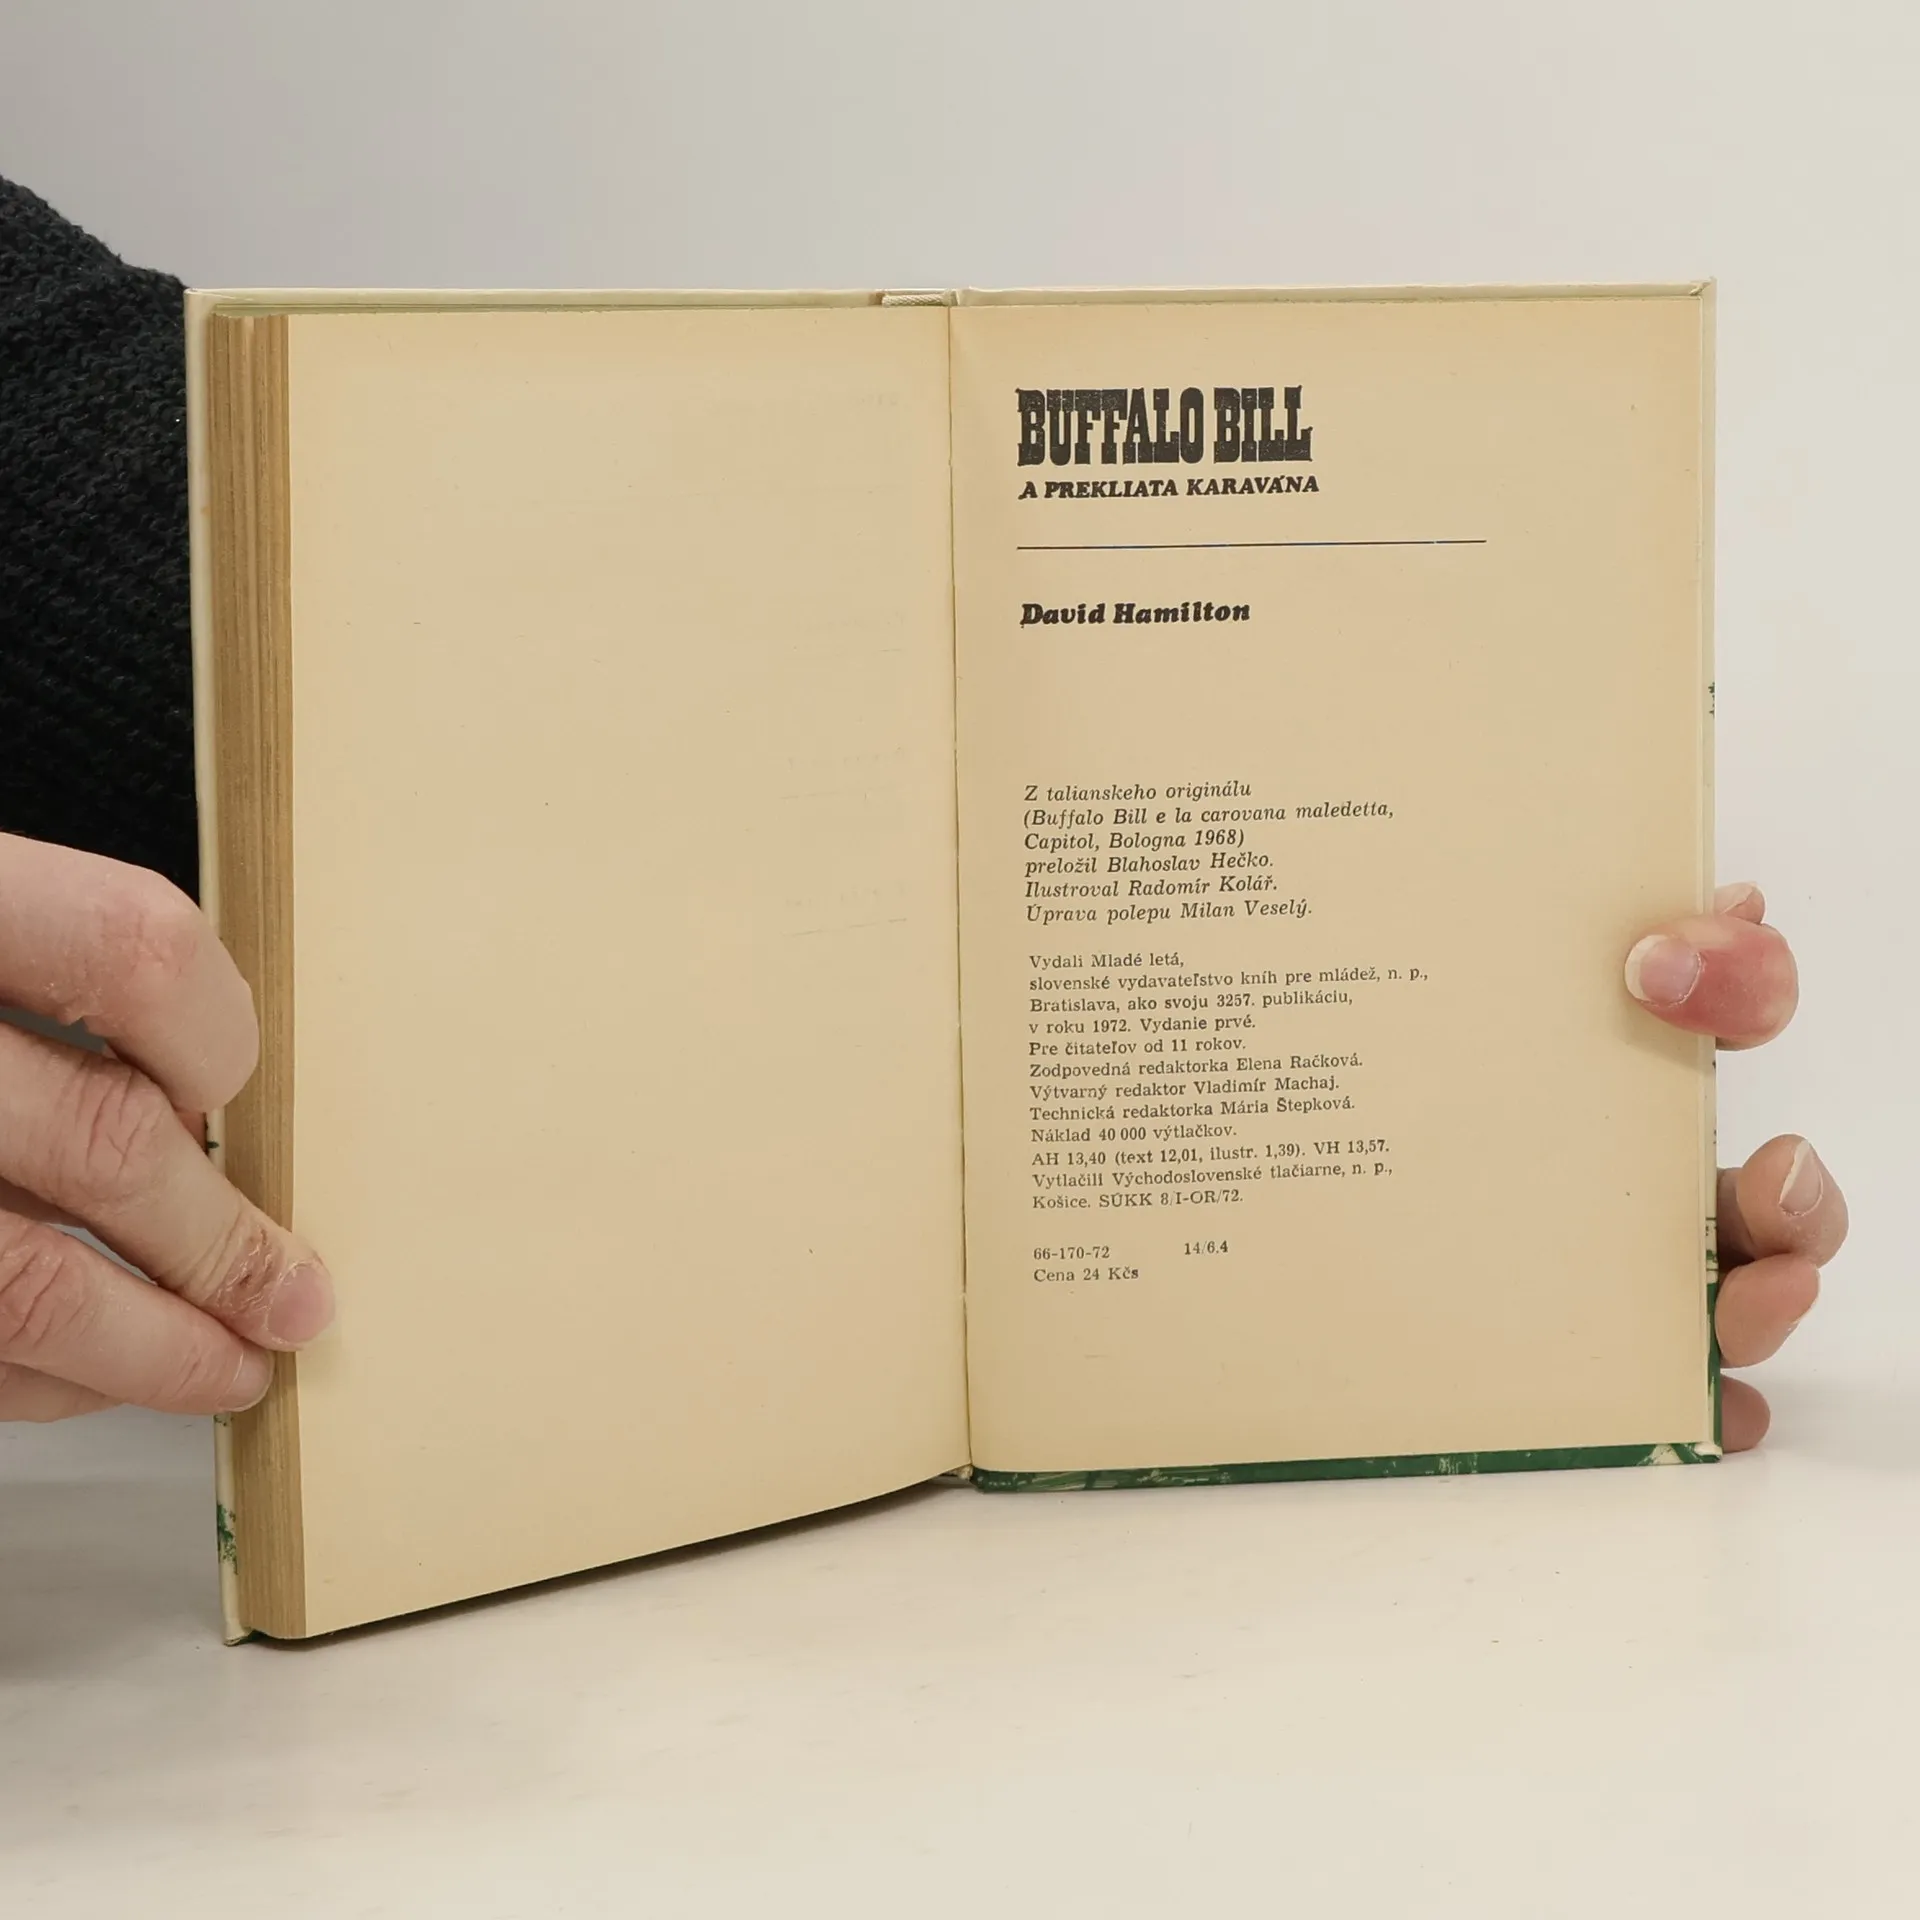 BUFFALO BILL
A PREKLIATA KARAVÁNA
David Hamilton
Z talianskeho originálu
(Buffalo Bill e la carovana maledetta,
Capitol, Bologna 1968)
preložil Blahoslav Hečko.
Ilustroval Radomír Kolář.
Úprava polepu Milan Veselý.
Vydali Mladé letá,
slovenské vydavateľstvo kníh pre mládež, n. p.,
Bratislava, ako svoju 3257. publikáciu,
v roku 1972. Vydanie prvé.
Pre čitateľov od 11 rokov.
Zodpovedná redaktorka Elena Račková.
Výtvarný redaktor Vladimír Machaj.
Technická redaktorka Mária Štepková.
Náklad 40 000 výtlačkov.
AH 13,40 (text 12,01, ilustr. 1,39). VH 13,57.
Vytlačili Východoslovenské tlačiarne, n. p.,
Košice. SÚKK 8/I-OR/72.
66-170-72 14/6.4
Cena 24 Kčs